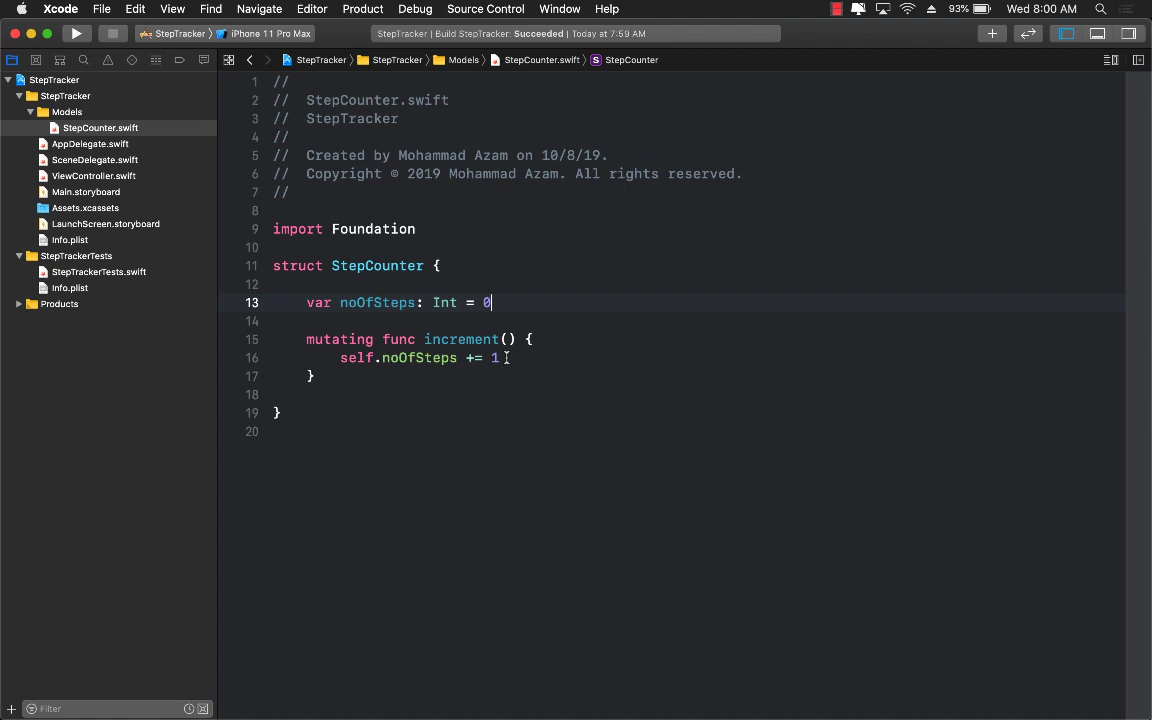 Xcode File Edit View Find Navigate Editor Product Debug Source Control Window Help 93% Wed 8:00 AM
StepTracker iPhone 11 Pro Max StepTracker | Build StepTracker: Succeeded | Today at 7:59 AM
StepTracker StepTracker Models StepCounter.swift S StepCounter
StepTracker
StepTracker
Models
StepCounter.swift
AppDelegate.swift
SceneDelegate.swift
ViewController.swift
Main.storyboard
Assets.xcassets
LaunchScreen.storyboard
Info.plist
StepTrackerTests
StepTrackerTests.swift
Info.plist
Products
Filter
1 //
2 // StepCounter.swift
3 // StepTracker
4 //
5 // Created by Mohammad Azam on 10/8/19.
6 // Copyright © 2019 Mohammad Azam. All rights reserved.
7 //
8
9 import Foundation
10
11 struct StepCounter {
12
13 var noOfSteps: Int = 0
14
15 mutating func increment() {
16 self.noOfSteps += 1
17 }
18
19 }
20